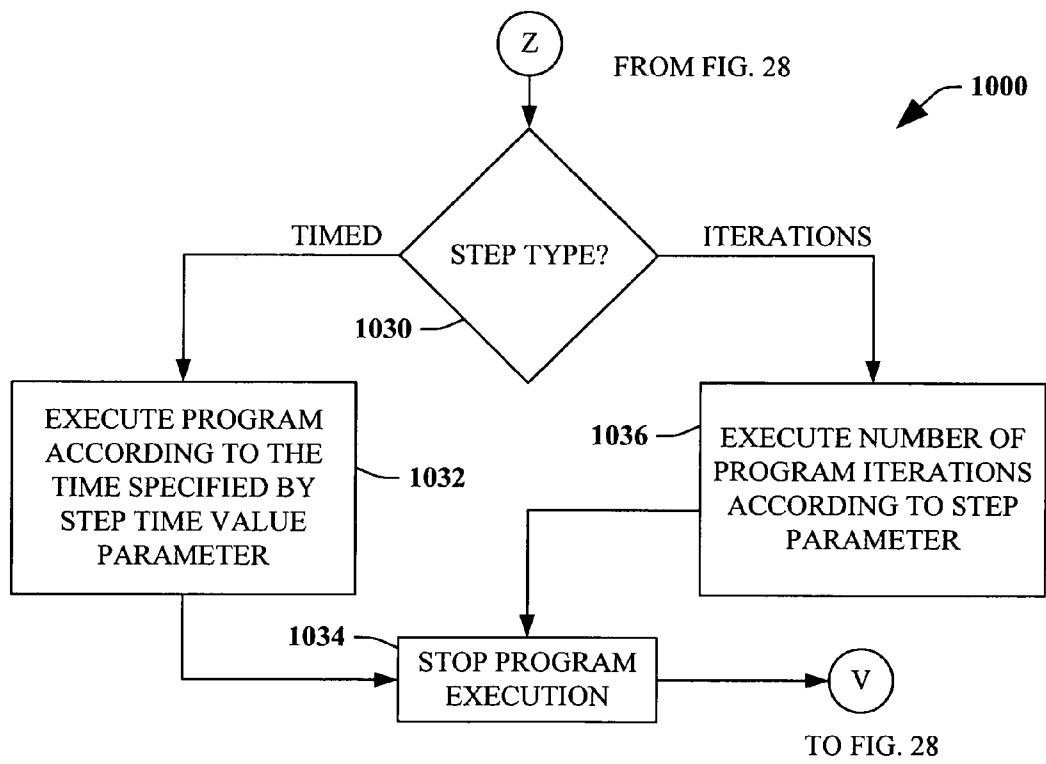 Z
FROM FIG. 28
1000
TIMED
STEP TYPE?
ITERATIONS
1030
EXECUTE PROGRAM
ACCORDING TO THE
TIME SPECIFIED BY
STEP TIME VALUE
PARAMETER
1032
1036
EXECUTE NUMBER OF
PROGRAM ITERATIONS
ACCORDING TO STEP
PARAMETER
1034
STOP PROGRAM
EXECUTION
V
TO FIG. 28